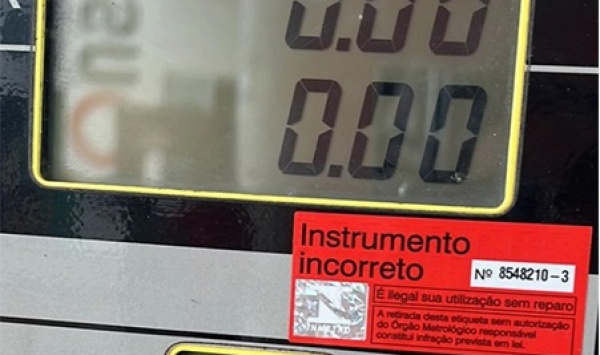 0.00
0.00
Instrumento
incorreto
Nº 8548210-3
É ilegal sua utilização sem reparo
A retirada desta etiqueta sem autorização
do Órgão Metrológico responsável
constitui infração prevista em lei.